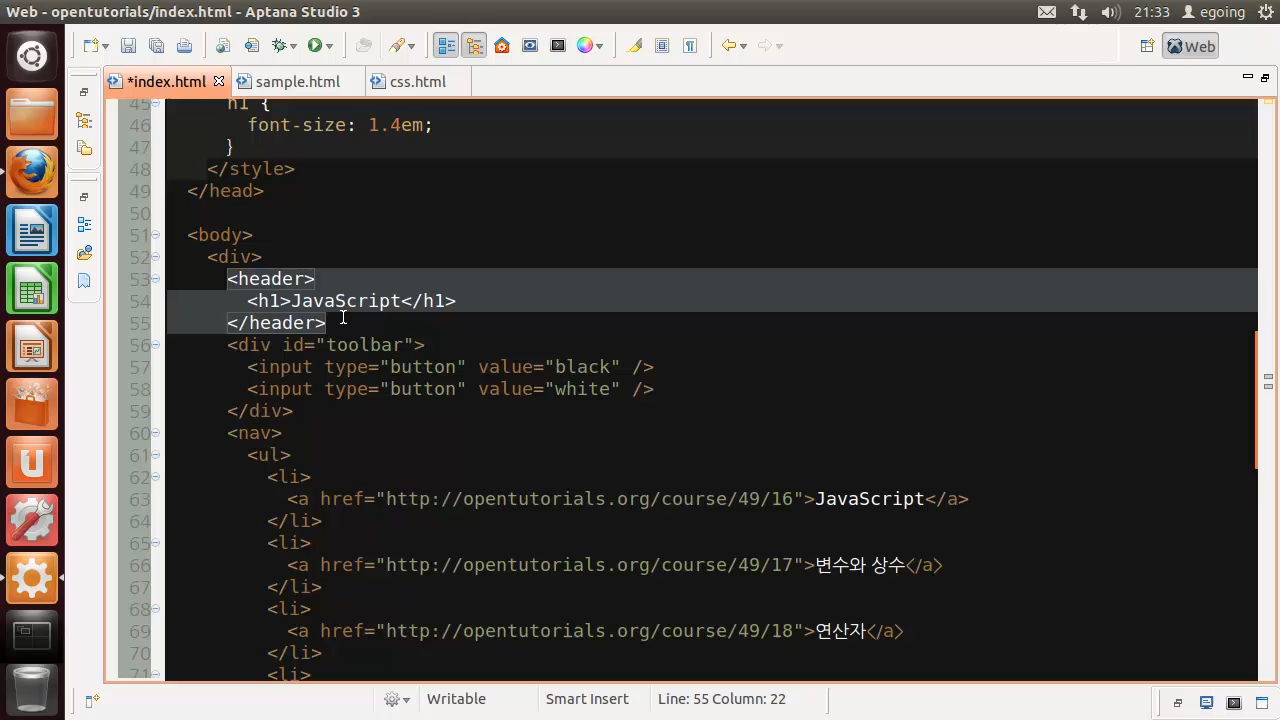 Web - opentutorials/index.html - Aptana Studio 3
21:33
egoing
Web
*index.html
sample.html
css.html
45 h1 {
46 font-size: 1.4em;
47 }
48 </style>
49 </head>
50
51 <body>
52 <div>
53 <header>
54 <h1>JavaScript</h1>
55 </header>
56 <div id="toolbar">
57 <input type="button" value="black" />
58 <input type="button" value="white" />
59 </div>
60 <nav>
61 <ul>
62 <li>
63 <a href="http://opentutorials.org/course/49/16">JavaScript</a>
64 </li>
65 <li>
66 <a href="http://opentutorials.org/course/49/17">변수와 상수</a>
67 </li>
68 <li>
69 <a href="http://opentutorials.org/course/49/18">연산자</a>
70 </li>
71 <li>
Writable
Smart Insert
Line: 55 Column: 22